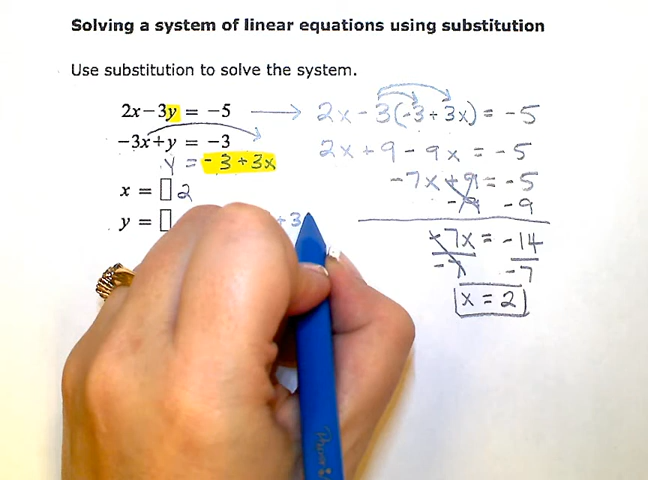 Solving a system of linear equations using substitution
Use substitution to solve the system.
2x−3y = −5 → 2x - 3(-3+3x) = -5
−3x+y = −3
2x + 9 - 9x = -5
y = -3+3x
-7x+9 = -5
x = 2
-9 -9
y =
+3
-7x = -14
-7 -7
x = 2